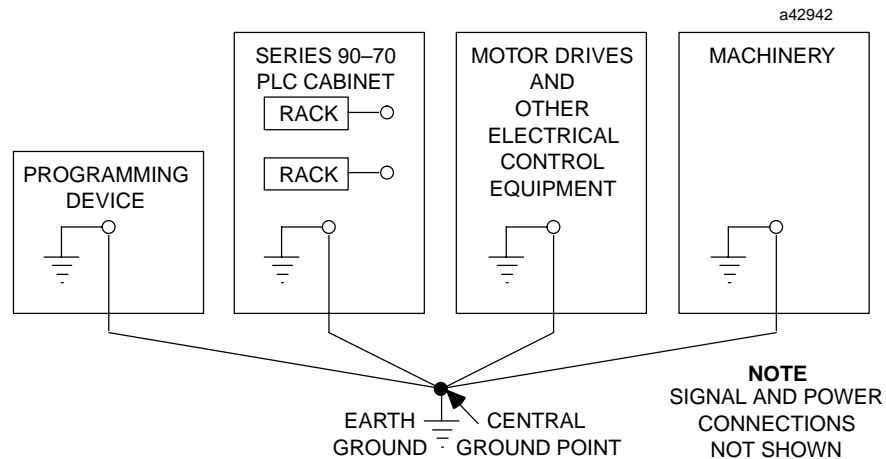 a42942
PROGRAMMING
DEVICE
SERIES 90–70
PLC CABINET
RACK
RACK
MOTOR DRIVES
AND
OTHER
ELECTRICAL
CONTROL
EQUIPMENT
MACHINERY
EARTH
GROUND
CENTRAL
GROUND POINT
NOTE
SIGNAL AND POWER
CONNECTIONS
NOT SHOWN